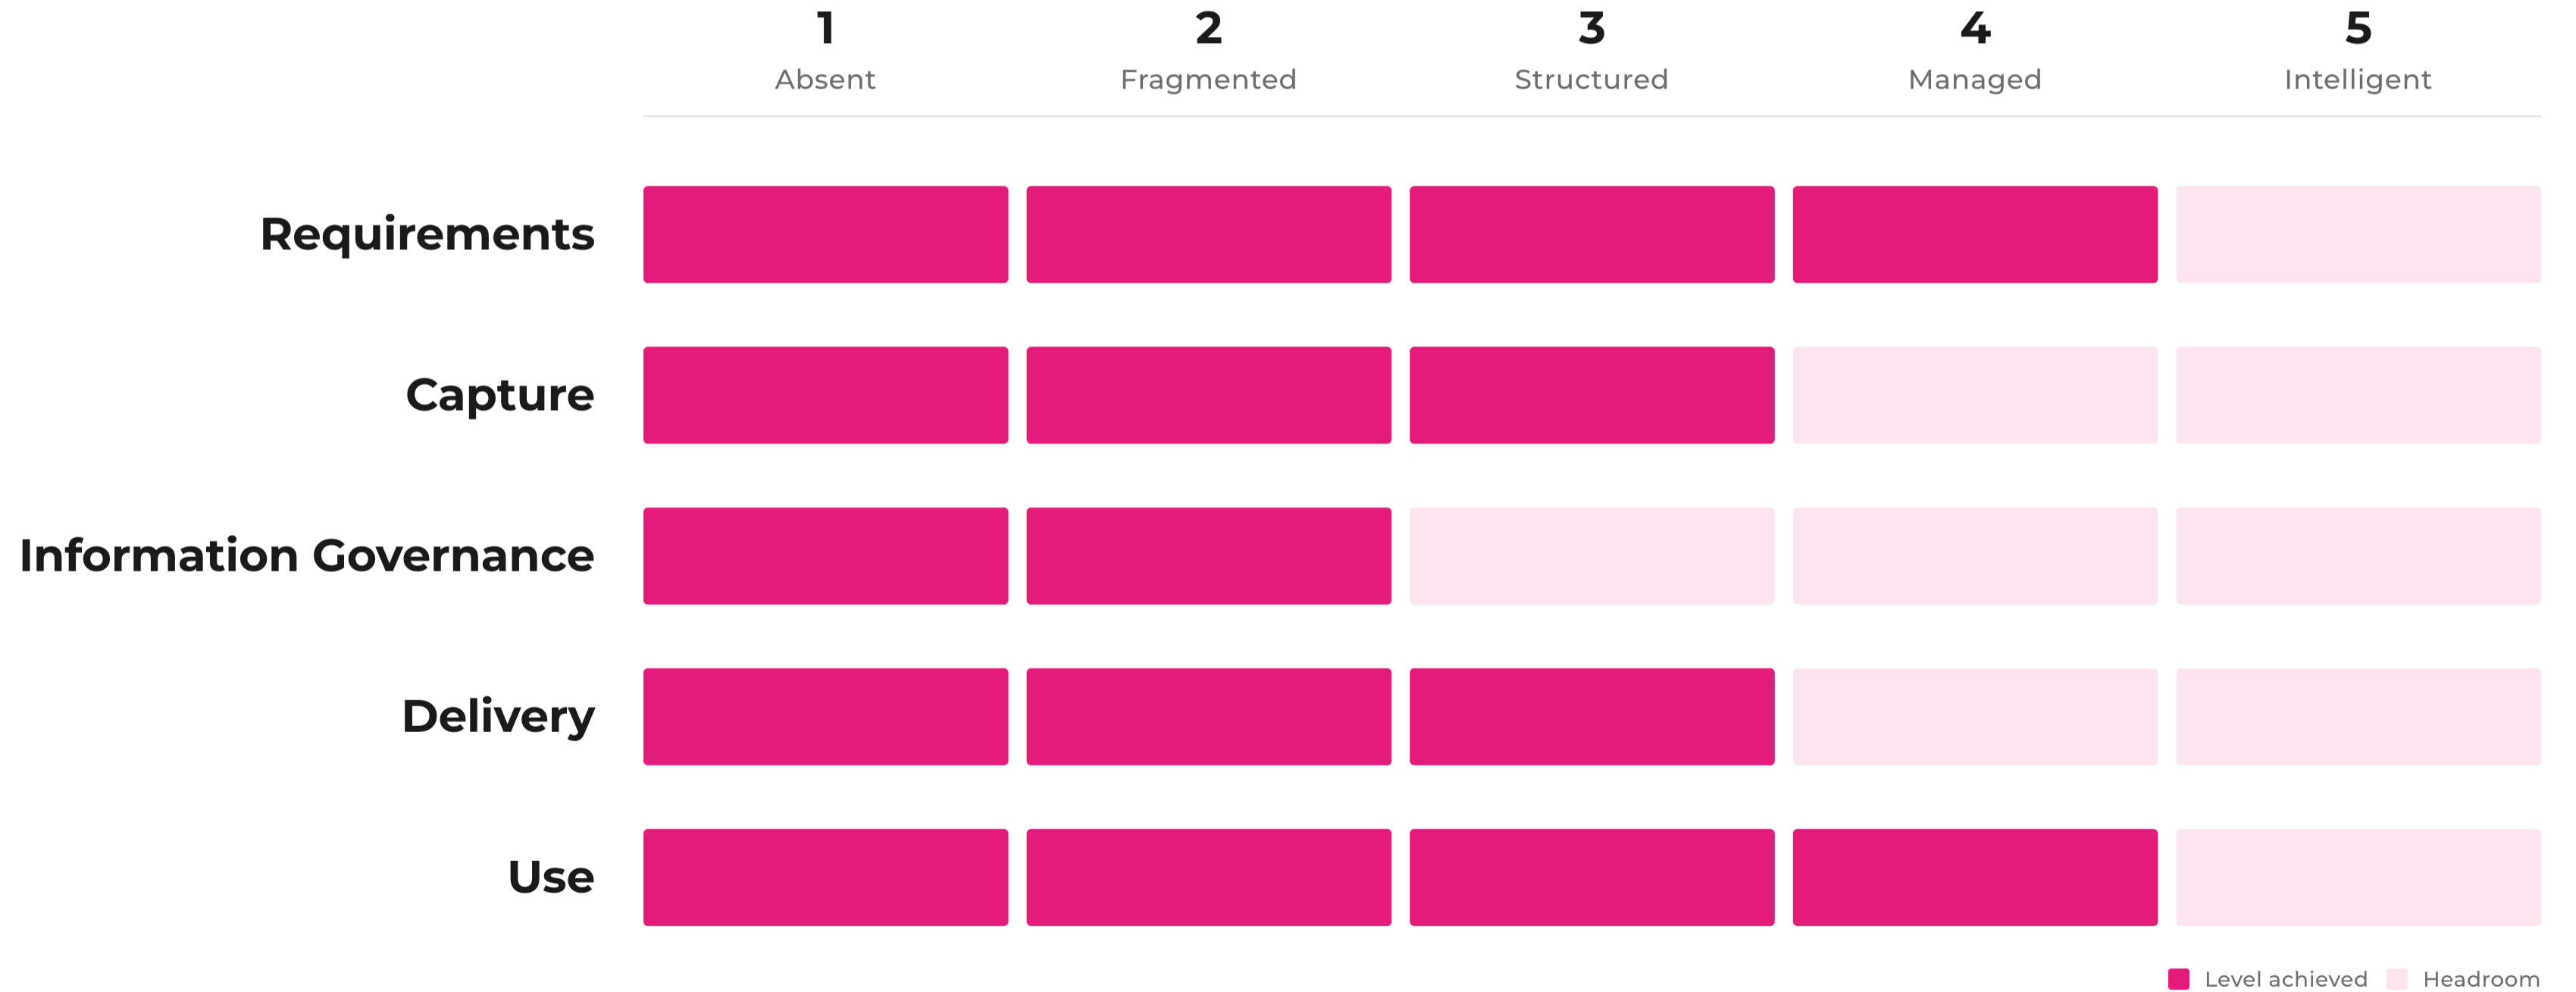 1 2 3 4 5
Absent Fragmented Structured Managed Intelligent
Requirements
Capture
Information Governance
Delivery
Use
Level achieved Headroom